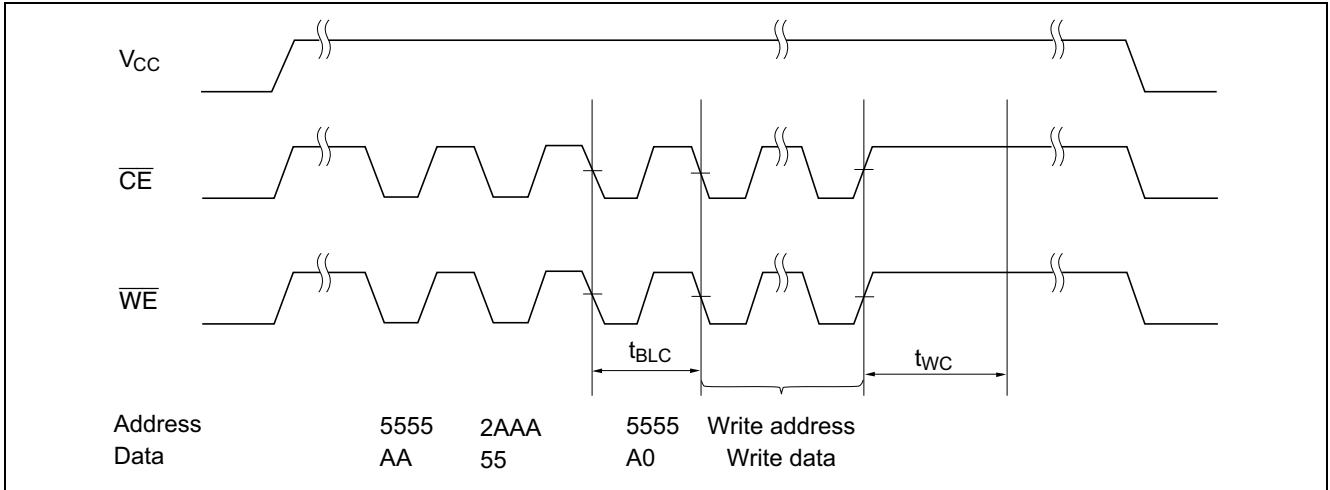 VCC
CE
WE
tBLC
tWC
Address 5555 2AAA 5555 Write address
Data AA 55 A0 Write data